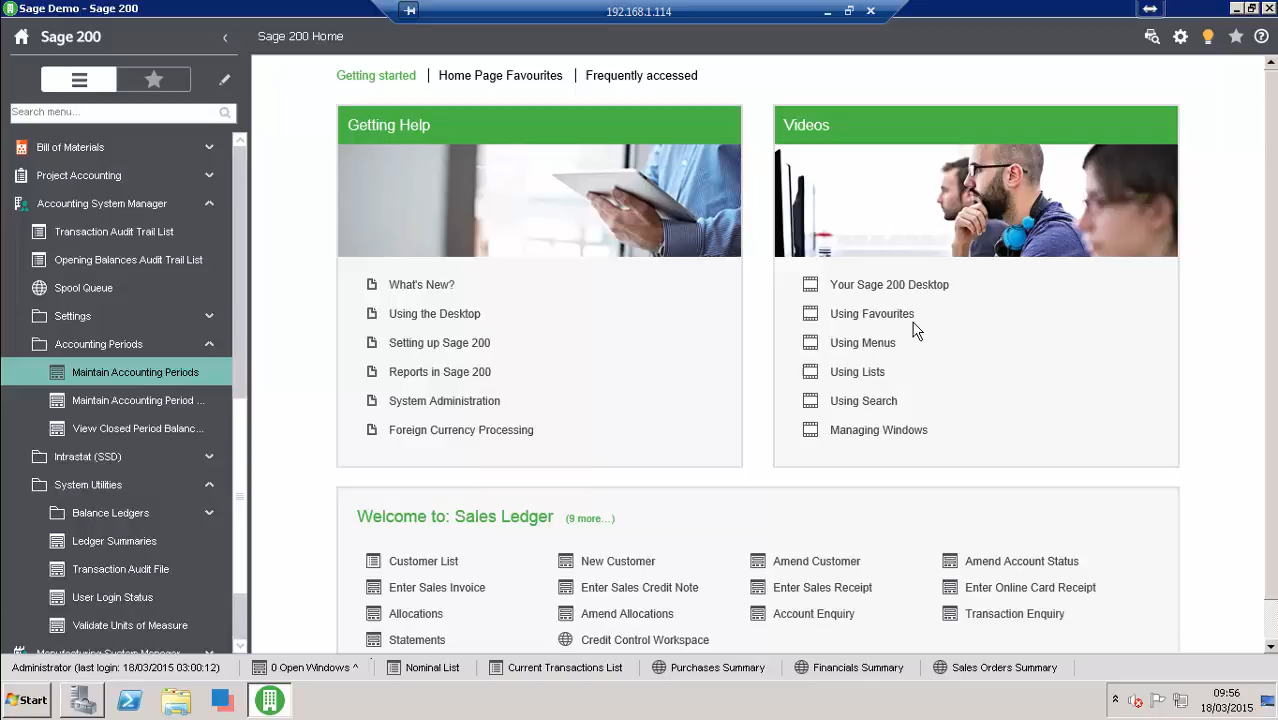 Sage Demo - Sage 200
192.168.1.114
Sage 200
Sage 200 Home
Search menu...
Bill of Materials
Project Accounting
Accounting System Manager
Transaction Audit Trail List
Opening Balances Audit Trail List
Spool Queue
Settings
Accounting Periods
Maintain Accounting Periods
Maintain Accounting Period ...
View Closed Period Balanc...
Intrastat (SSD)
System Utilities
Balance Ledgers
Ledger Summaries
Transaction Audit File
User Login Status
Validate Units of Measure
Manufacturing System Manager
Getting started | Home Page Favourites | Frequently accessed
Getting Help
What's New?
Using the Desktop
Setting up Sage 200
Reports in Sage 200
System Administration
Foreign Currency Processing
Videos
Your Sage 200 Desktop
Using Favourites
Using Menus
Using Lists
Using Search
Managing Windows
Welcome to: Sales Ledger (9 more...)
Customer List New Customer Amend Customer Amend Account Status
Enter Sales Invoice Enter Sales Credit Note Enter Sales Receipt Enter Online Card Receipt
Allocations Amend Allocations Account Enquiry Transaction Enquiry
Statements Credit Control Workspace
Administrator (last login: 18/03/2015 03:00:12) 0 Open Windows ^ Nominal List Current Transactions List Purchases Summary Financials Summary Sales Orders Summary
Start
09:56
18/03/2015